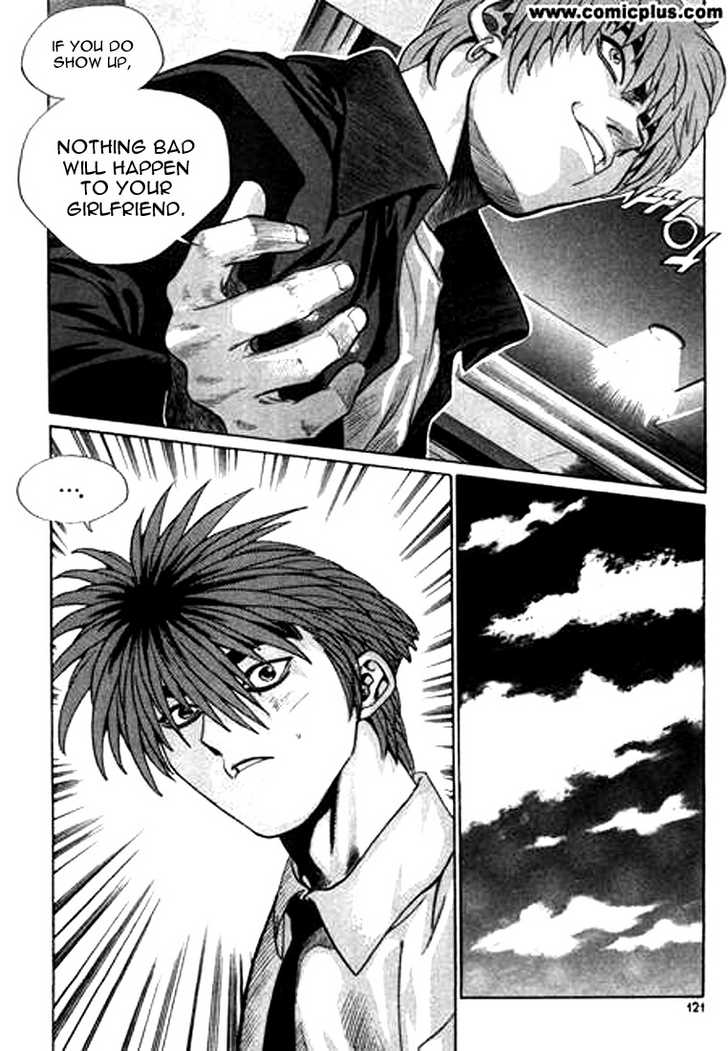 www.comicplus.com
IF YOU DO
SHOW UP,
NOTHING BAD
WILL HAPPEN
TO YOUR
GIRLFRIEND.
...
121